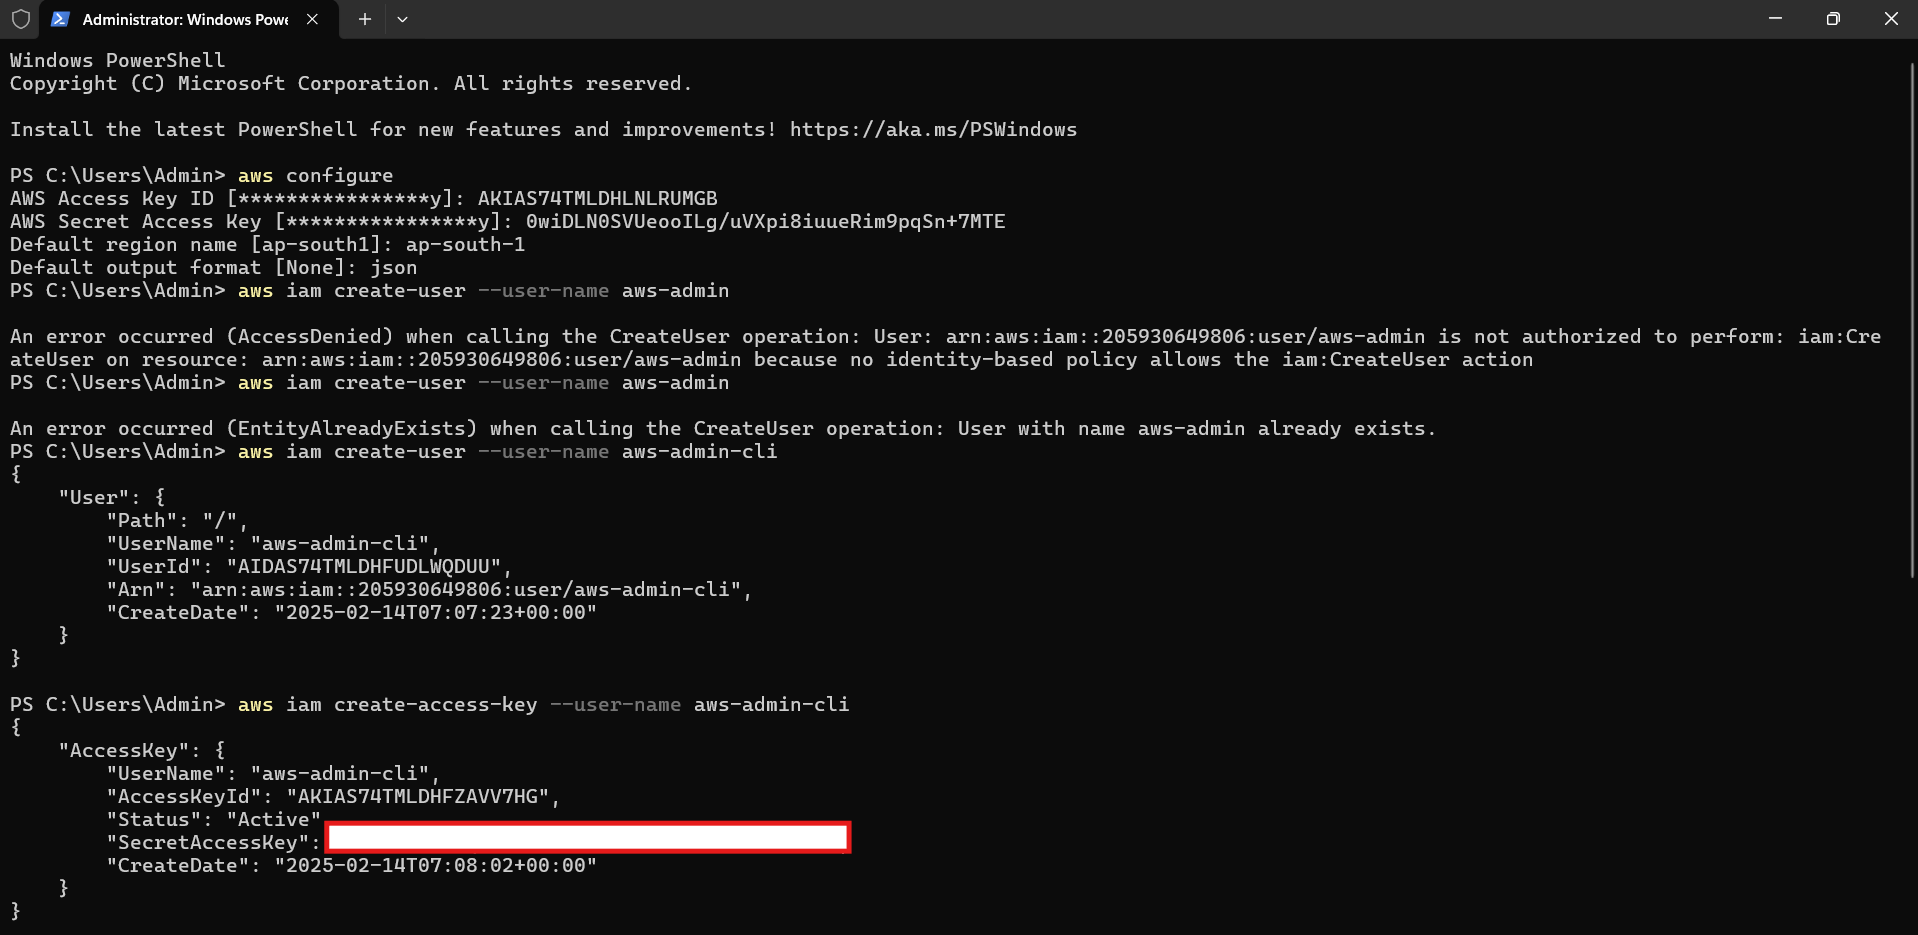 Administrator: Windows Powe
Windows PowerShell
Copyright (C) Microsoft Corporation. All rights reserved.
Install the latest PowerShell for new features and improvements! https://aka.ms/PSWindows
PS C:\Users\Admin> aws configure
AWS Access Key ID [****************y]: AKIAS74TMLDHLNLRUMGB
AWS Secret Access Key [****************y]: 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
Default region name [ap-south1]: ap-south-1
Default output format [None]: json
PS C:\Users\Admin> aws iam create-user --user-name aws-admin
An error occurred (AccessDenied) when calling the CreateUser operation: User: arn:aws:iam::205930649806:user/aws-admin is not authorized to perform: iam:Cre
ateUser on resource: arn:aws:iam::205930649806:user/aws-admin because no identity-based policy allows the iam:CreateUser action
PS C:\Users\Admin> aws iam create-user --user-name aws-admin
An error occurred (EntityAlreadyExists) when calling the CreateUser operation: User with name aws-admin already exists.
PS C:\Users\Admin> aws iam create-user --user-name aws-admin-cli
{
    "User": {
        "Path": "/",
        "UserName": "aws-admin-cli",
        "UserId": "AIDAS74TMLDHFUDLWQDUU",
        "Arn": "arn:aws:iam::205930649806:user/aws-admin-cli",
        "CreateDate": "2025-02-14T07:07:23+00:00"
    }
}
PS C:\Users\Admin> aws iam create-access-key --user-name aws-admin-cli
{
    "AccessKey": {
        "UserName": "aws-admin-cli",
        "AccessKeyId": "AKIAS74TMLDHFZAVV7HG",
        "Status": "Active"
        "SecretAccessKey":
        "CreateDate": "2025-02-14T07:08:02+00:00"
    }
}